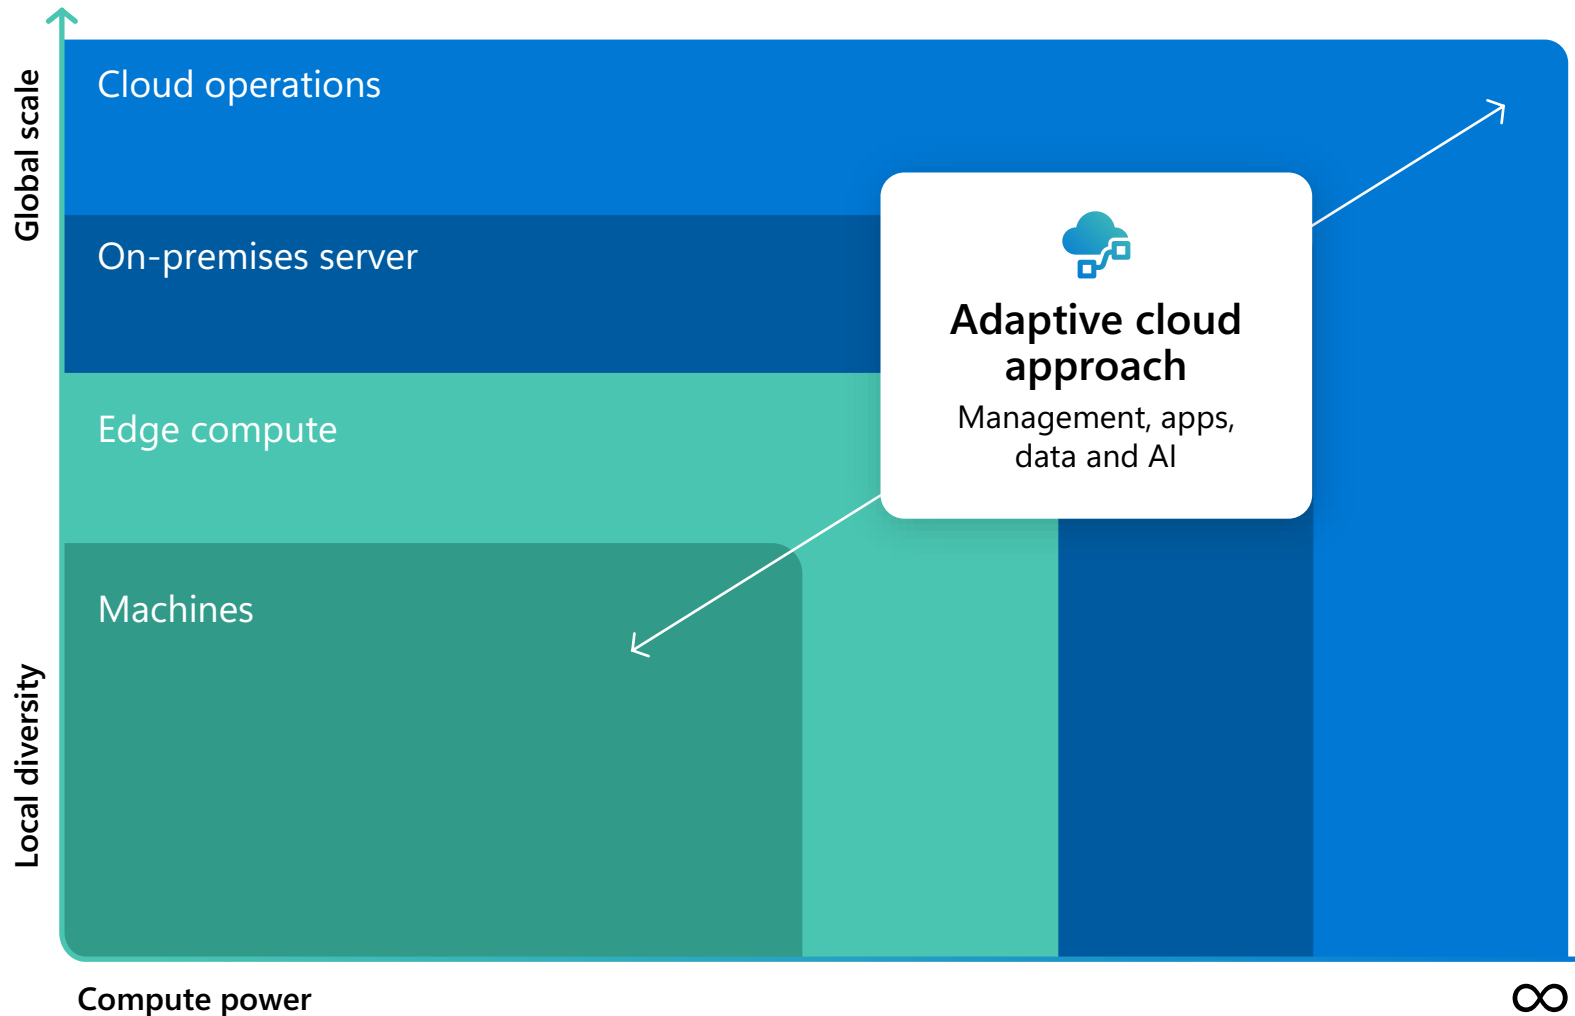 Global scale
Local diversity
Cloud operations
On-premises server
Edge compute
Machines
Adaptive cloud
approach
Management, apps,
data and AI
Compute power
∞